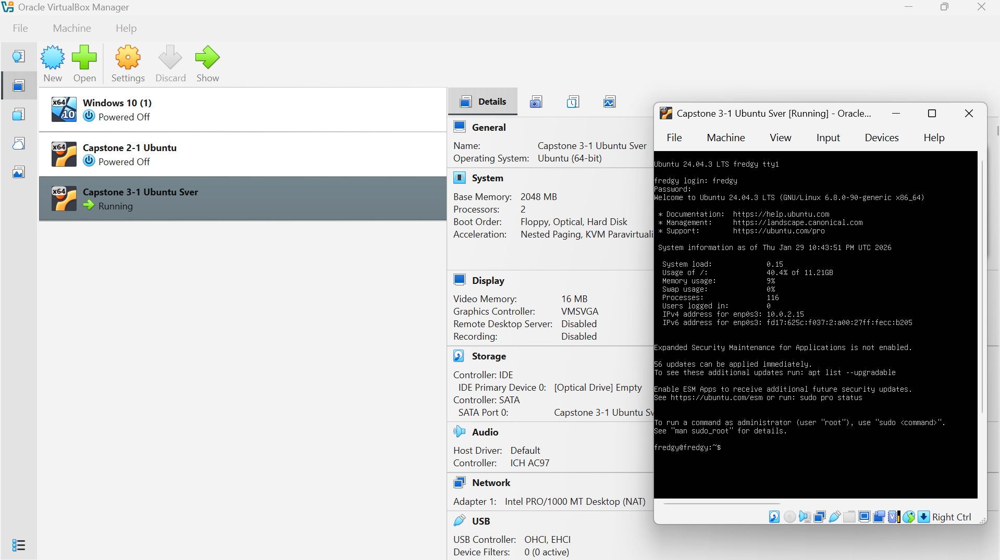 Oracle VirtualBox Manager
File Machine Help
New Open Settings Discard Show
x64 10 Windows 10 (1)
Powered Off
x64 Capstone 2-1 Ubuntu
Powered Off
x64 Capstone 3-1 Ubuntu Sver
Running
Details
General
Name: Capstone 3-1 Ubuntu Sver
Operating System: Ubuntu (64-bit)
System
Base Memory: 2048 MB
Processors: 2
Boot Order: Floppy, Optical, Hard Disk
Acceleration: Nested Paging, KVM Paravirtuali
Display
Video Memory: 16 MB
Graphics Controller: VMSVGA
Remote Desktop Server: Disabled
Recording: Disabled
Storage
Controller: IDE
IDE Primary Device 0: [Optical Drive] Empty
Controller: SATA
SATA Port 0: Capstone 3-1 Ubuntu Sv
Audio
Host Driver: Default
Controller: ICH AC97
Network
Adapter 1: Intel PRO/1000 MT Desktop (NAT)
USB
USB Controller: OHCI, EHCI
Device Filters: 0 (0 active)
Capstone 3-1 Ubuntu Sver [Running] - Oracle...
File Machine View Input Devices Help
Ubuntu 24.04.3 LTS fredgy tty1
fredgy login: fredgy
Password:
Welcome to Ubuntu 24.04.3 LTS (GNU/Linux 6.8.0-90-generic x86_64)
* Documentation: https://help.ubuntu.com
* Management: https://landscape.canonical.com
* Support: https://ubuntu.com/pro
System information as of Thu Jan 29 10:43:51 PM UTC 2026
System load: 0.15
Usage of /: 40.4% of 11.21GB
Memory usage: 9%
Swap usage: 0%
Processes: 116
Users logged in: 0
IPv4 address for enp0s3: 10.0.2.15
IPv6 address for enp0s3: fd17:625c:f037:2:a00:27ff:fecc:b205
Expanded Security Maintenance for Applications is not enabled.
56 updates can be applied immediately.
To see these additional updates run: apt list --upgradable
Enable ESM Apps to receive additional future security updates.
See https://ubuntu.com/esm or run: sudo pro status
To run a command as administrator (user "root"), use "sudo <command>".
See "man sudo_root" for details.
fredgy@fredgy:~$
Right Ctrl